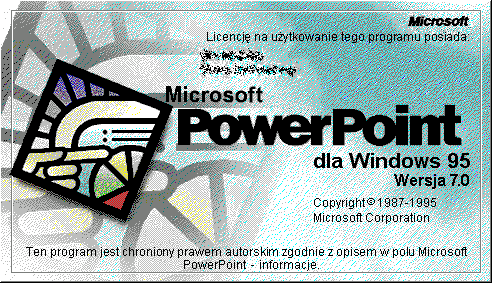 Microsoft
Licencję na użytkowanie tego programu posiada:
Microsoft
PowerPoint
dla Windows 95
Wersja 7.0
Copyright© 1987-1995
Microsoft Corporation
Ten program jest chroniony prawem autorskim zgodnie z opisem w polu Microsoft
PowerPoint - informacje.